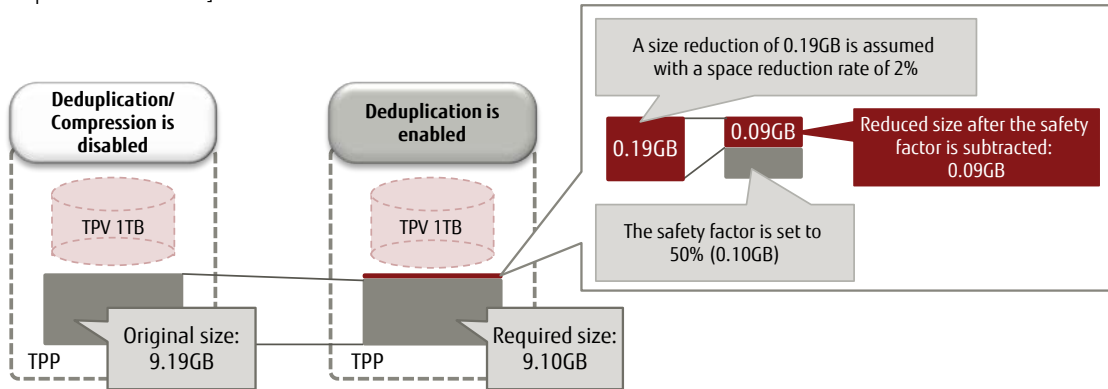 A size reduction of 0.19GB is assumed
with a space reduction rate of 2%
Deduplication/
Compression is
disabled
Deduplication is
enabled
0.19GB
0.09GB
Reduced size after the safety
factor is subtracted:
0.09GB
TPV 1TB
TPV 1TB
The safety factor is set to
50% (0.10GB)
Original size:
9.19GB
TPP
Required size:
9.10GB
TPP